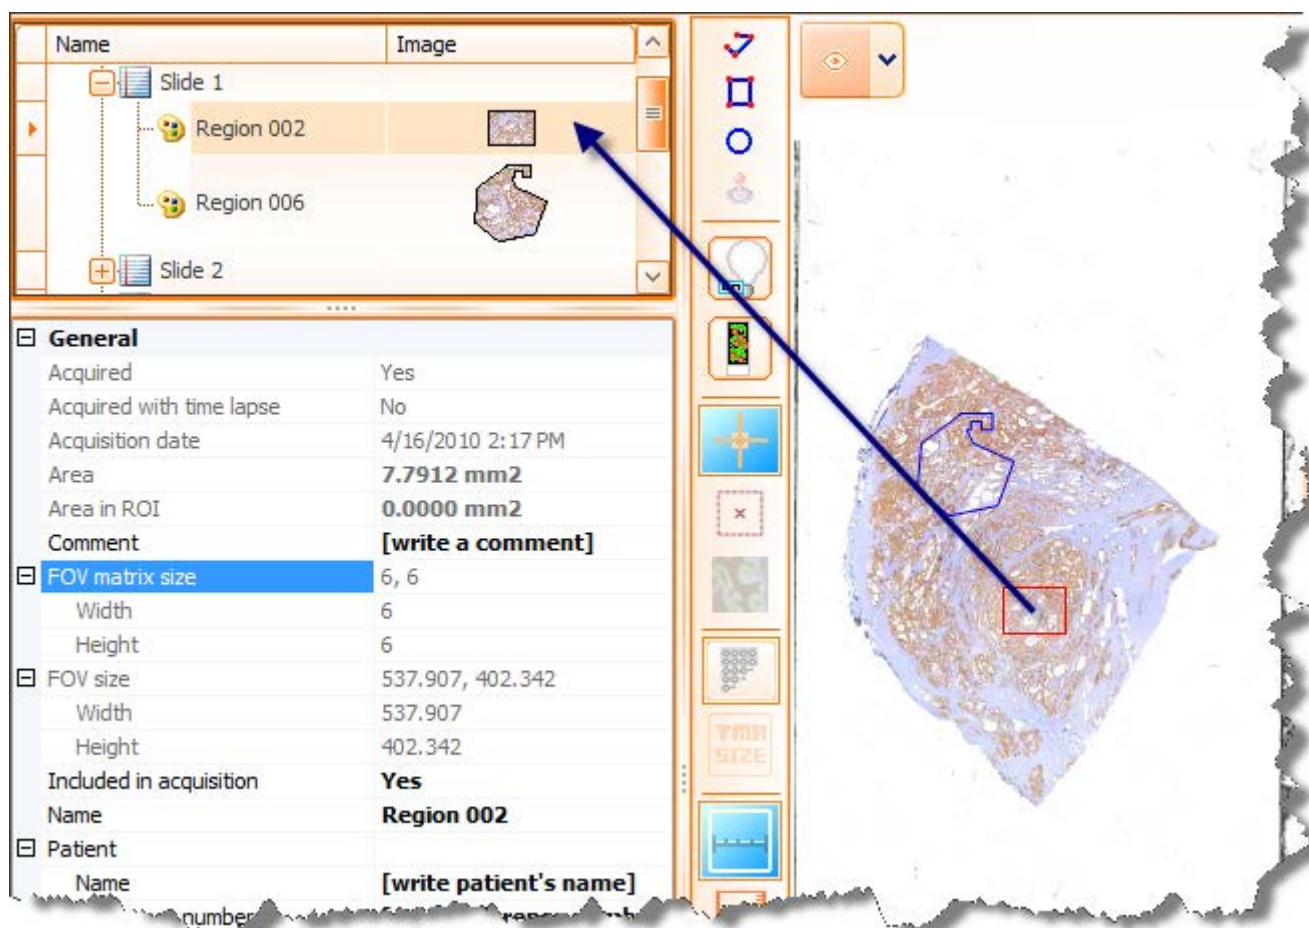 Name Image
Slide 1
Region 002
Region 006
Slide 2
General
Acquired Yes
Acquired with time lapse No
Acquisition date 4/16/2010 2:17 PM
Area 7.7912 mm2
Area in ROI 0.0000 mm2
Comment [write a comment]
FOV matrix size 6, 6
Width 6
Height 6
FOV size 537.907, 402.342
Width 537.907
Height 402.342
Included in acquisition Yes
Name Region 002
Patient
Name [write patient's name]
number
TMA
SIZE